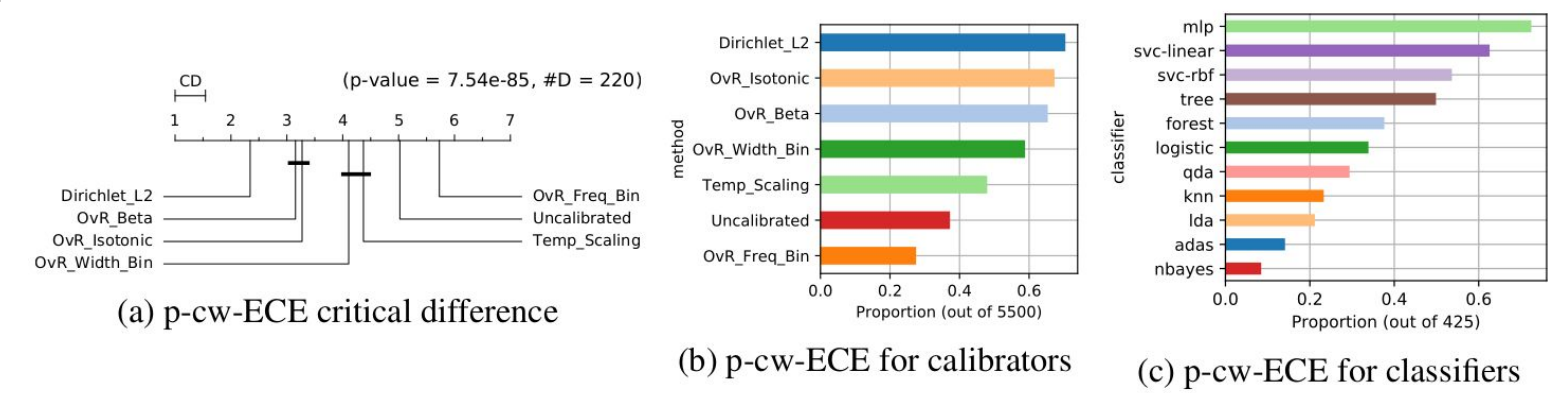 CD
(p-value = 7.54e-85, #D = 220)
1 2 3 4 5 6 7
Dirichlet_L2
OvR_Beta
OvR_Isotonic
OvR_Width_Bin
OvR_Freq_Bin
Uncalibrated
Temp_Scaling
(a) p-cw-ECE critical difference
method
Dirichlet_L2
OvR_Isotonic
OvR_Beta
OvR_Width_Bin
Temp_Scaling
Uncalibrated
OvR_Freq_Bin
0.0 0.2 0.4 0.6
Proportion (out of 5500)
(b) p-cw-ECE for calibrators
classifier
mlp
svc-linear
svc-rbf
tree
forest
logistic
qda
knn
lda
adas
nbayes
0.0 0.2 0.4 0.6
Proportion (out of 425)
(c) p-cw-ECE for classifiers